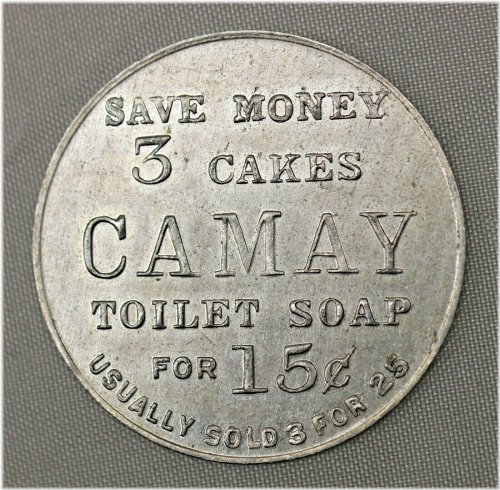 SAVE MONEY
3 CAKES
CAMAY
TOILET SOAP
FOR 15¢
USUALLY SOLD 3 FOR 25